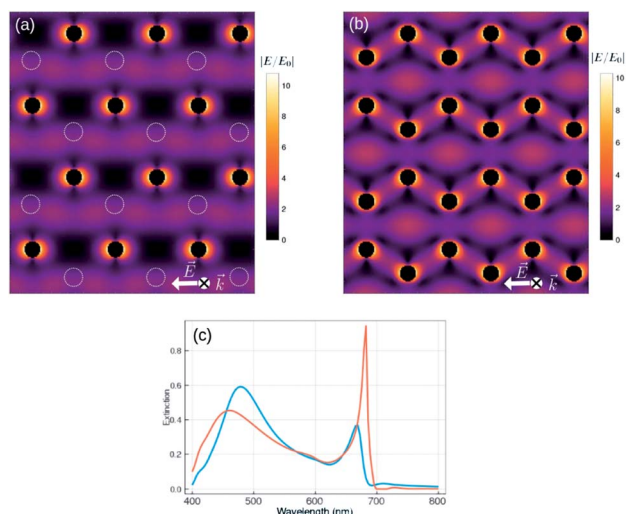 (a)
|E/E₀|
10
8
6
4
2
0
E⃗
k⃗
(b)
|E/E₀|
10
8
6
4
2
0
E⃗
k⃗
(c)
Extinction
0.8
0.6
0.4
0.2
0.0
400 500 600 700 800
Wavelength (nm)